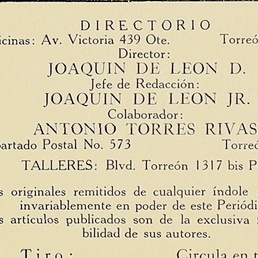 DIRECTORIO
icinas: Av. Victoria 439 Ote. Torreó
Director:
JOAQUIN DE LEON D.
Jefe de Redacción:
JOAQUIN DE LEON JR.
Colaborador:
ANTONIO TORRES RIVAS
artado Postal No. 573 Torre
TALLERES: Blvd. Torreón 1317 bis P
s originales remitidos de cualquier índole
invariablemente en poder de este Periódi
s artículos publicados son de la exclusiva
bilidad de sus autores.
Tiro: Circula en t